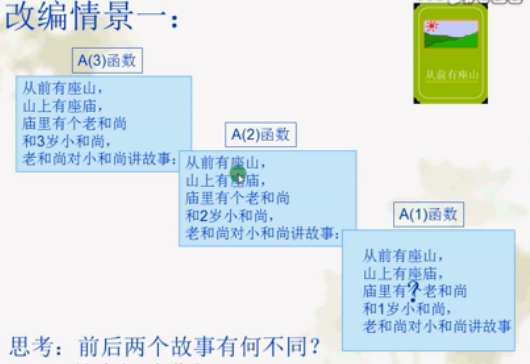 改编情景一：
从前有座山
A(3)函数
从前有座山，
山上有座庙，
庙里有个老和尚
和3岁小和尚，
老和尚对小和尚讲故事：
A(2)函数
从前有座山，
山上有座庙，
庙里有个老和尚
和2岁小和尚，
老和尚对小和尚讲故事：
A(1)函数
从前有座山，
山上有座庙，
庙里有个老和尚
和1岁小和尚，
老和尚对小和尚讲故事
?
思考：前后两个故事有何不同？